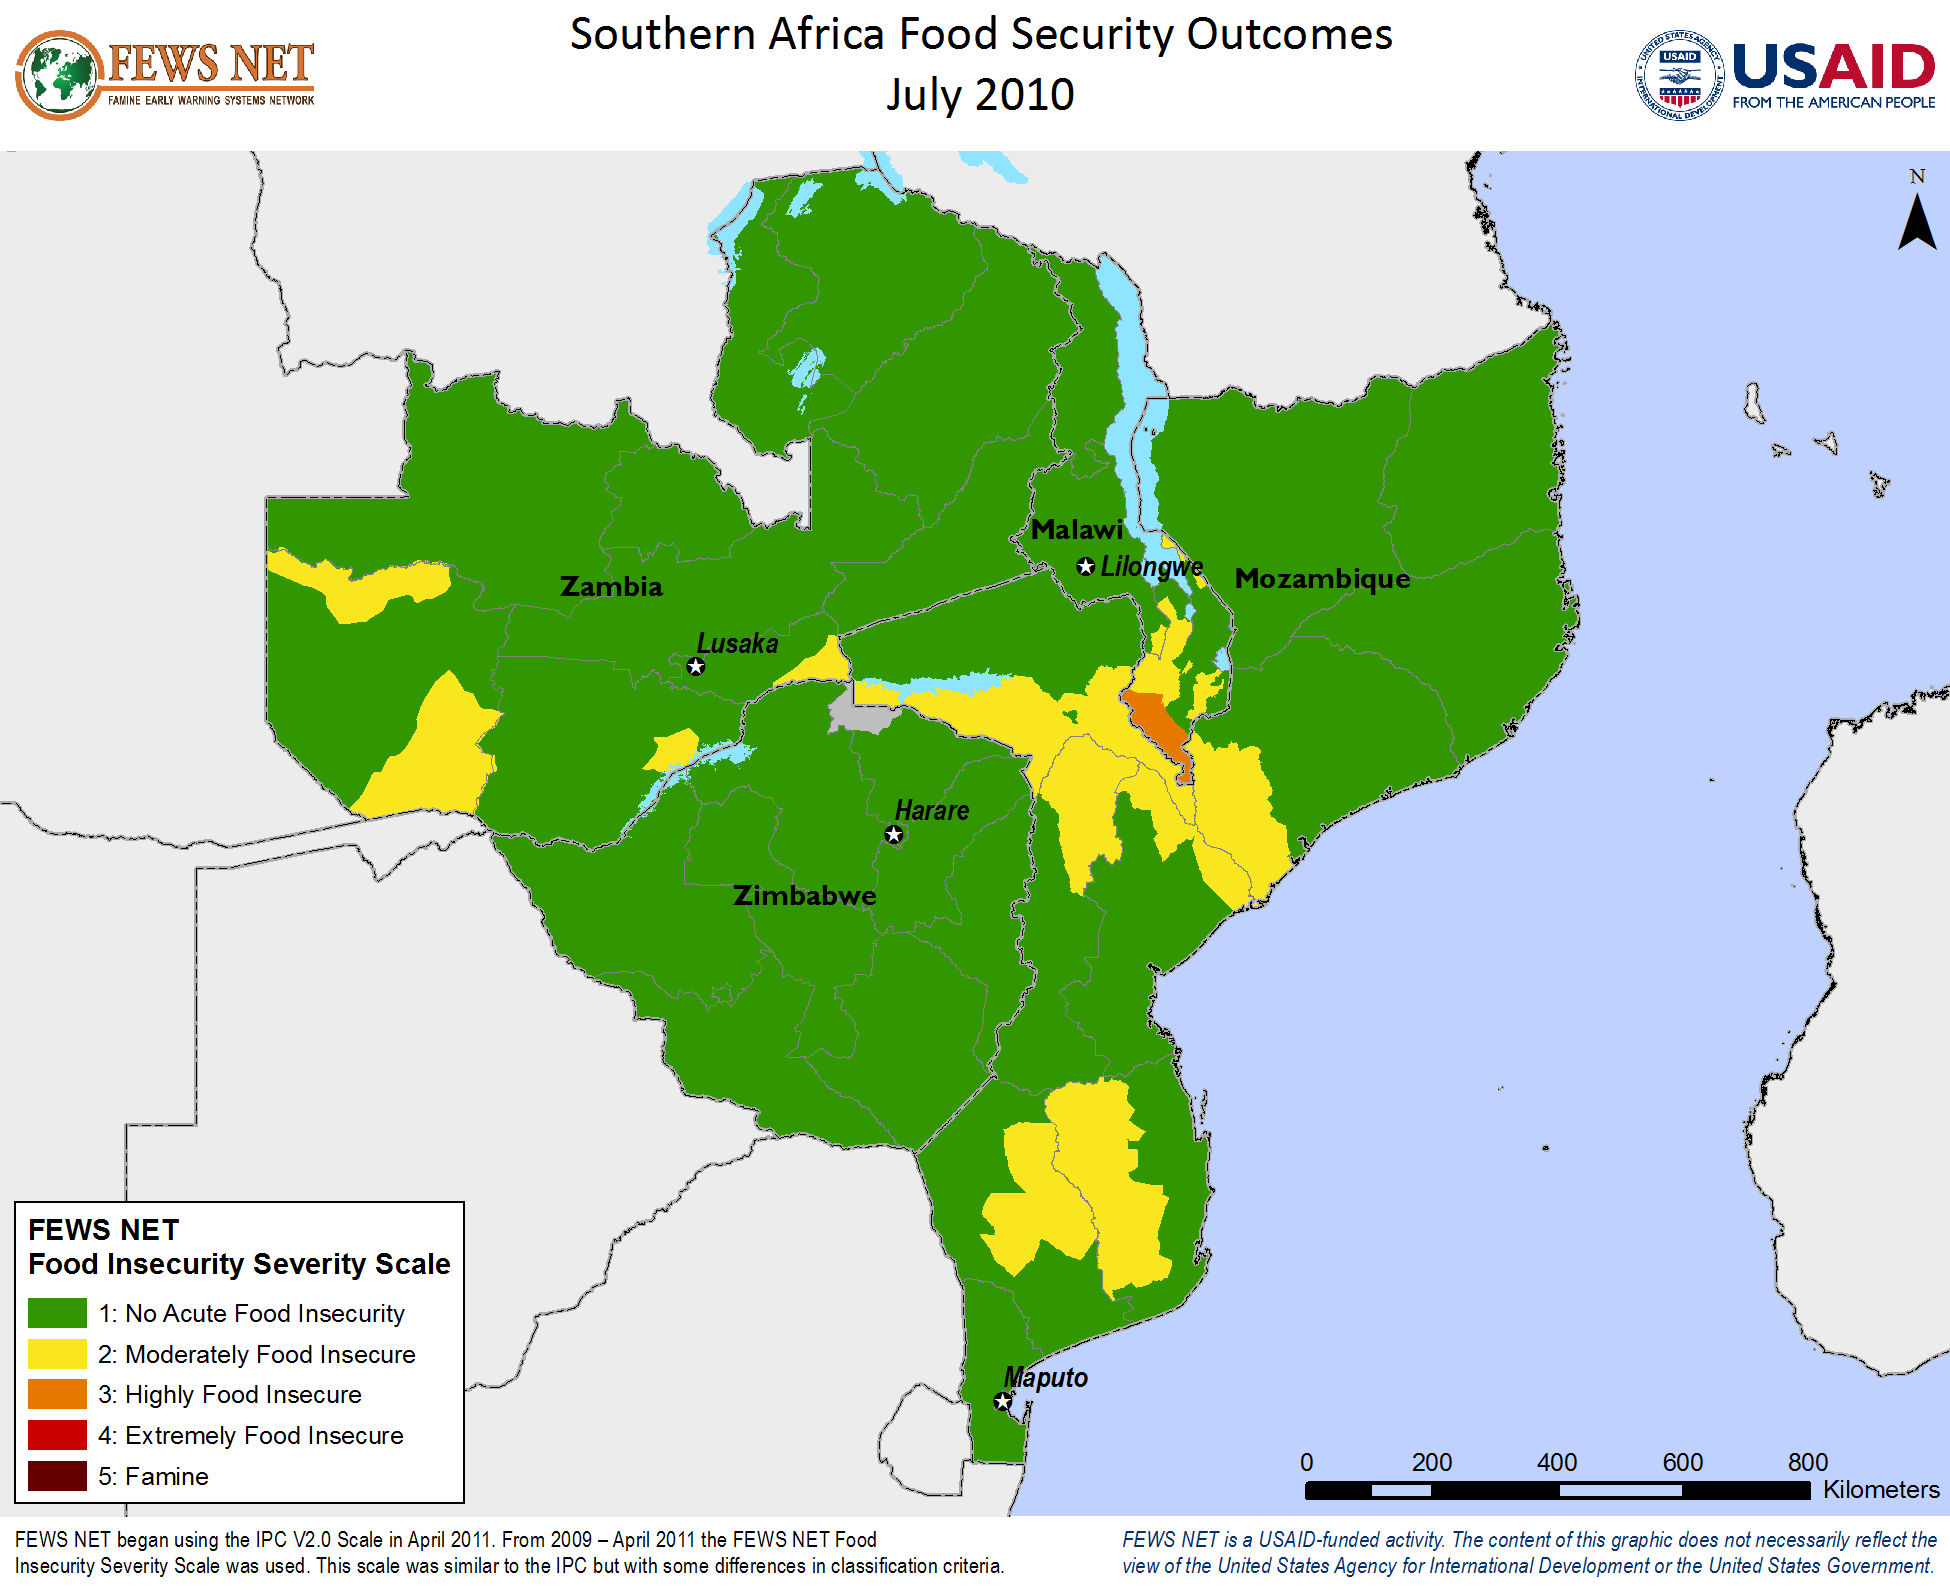 Southern Africa Food Security Outcomes
July 2010
FEWS NET
FAMINE EARLY WARNING SYSTEMS NETWORK
UNITED STATES AGENCY
USAID
INTERNATIONAL DEVELOPMENT
USAID
FROM THE AMERICAN PEOPLE
N
Malawi
Lilongwe
Mozambique
Zambia
Lusaka
Harare
Zimbabwe
Maputo
FEWS NET
Food Insecurity Severity Scale
1: No Acute Food Insecurity
2: Moderately Food Insecure
3: Highly Food Insecure
4: Extremely Food Insecure
5: Famine
0 200 400 600 800
Kilometers
FEWS NET began using the IPC V2.0 Scale in April 2011. From 2009 – April 2011 the FEWS NET Food
Insecurity Severity Scale was used. This scale was similar to the IPC but with some differences in classification criteria.
FEWS NET is a USAID-funded activity. The content of this graphic does not necessarily reflect the
view of the United States Agency for International Development or the United States Government.